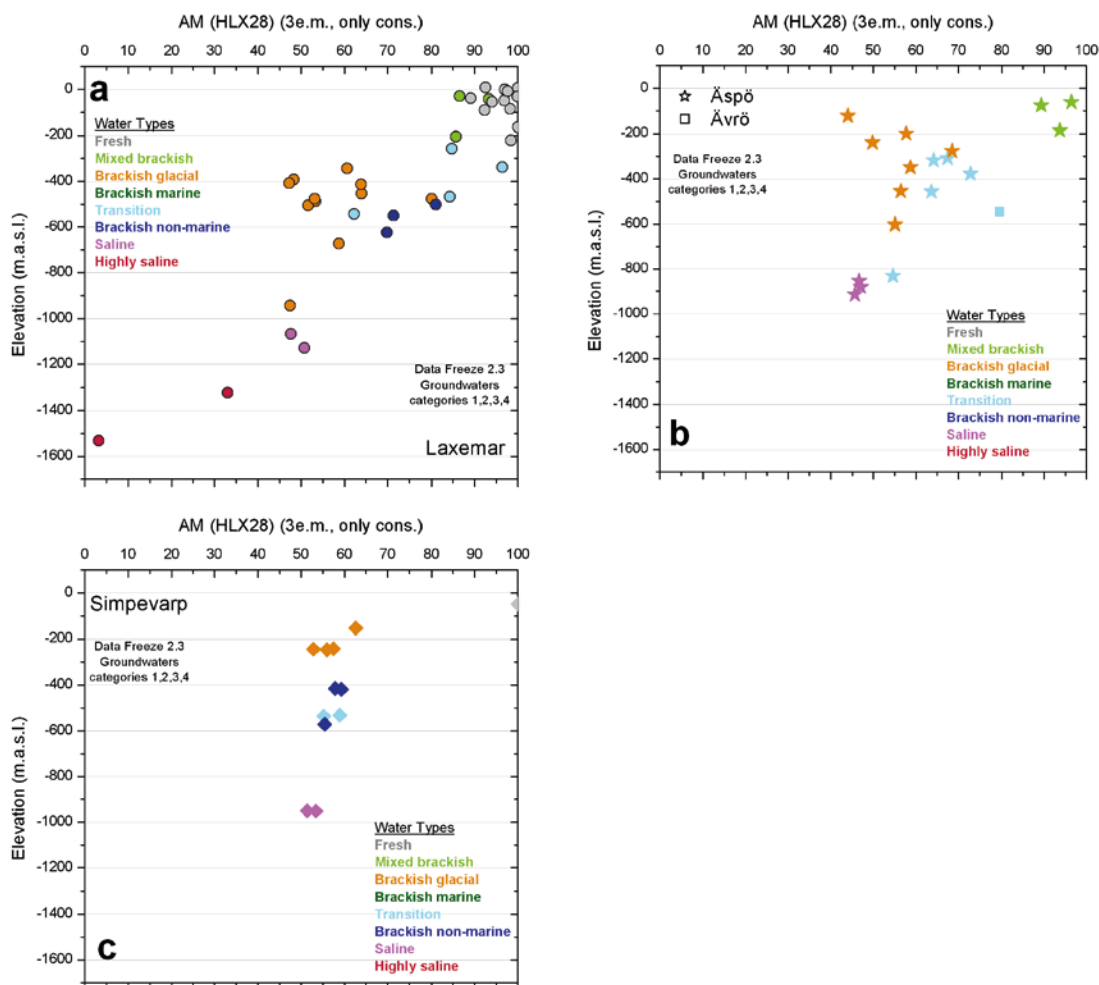 AM (HLX28) (3e.m., only cons.)
0 10 20 30 40 50 60 70 80 90 100
0
-200
-400
-600
-800
-1000
-1200
-1400
-1600
Elevation (m.a.s.l.)
a
Water Types
Fresh
Mixed brackish
Brackish glacial
Brackish marine
Transition
Brackish non-marine
Saline
Highly saline
Data Freeze 2.3
Groundwaters
categories 1,2,3,4
Laxemar
AM (HLX28) (3e.m., only cons.)
0 10 20 30 40 50 60 70 80 90 100
0
-200
-400
-600
-800
-1000
-1200
-1400
-1600
Elevation (m.a.s.l.)
Äspö
Ävrö
Data Freeze 2.3
Groundwaters
categories 1,2,3,4
Water Types
Fresh
Mixed brackish
Brackish glacial
Brackish marine
Transition
Brackish non-marine
Saline
Highly saline
b
AM (HLX28) (3e.m., only cons.)
0 10 20 30 40 50 60 70 80 90 100
0
-200
-400
-600
-800
-1000
-1200
-1400
-1600
Elevation (m.a.s.l.)
Simpevarp
Data Freeze 2.3
Groundwaters
categories 1,2,3,4
Water Types
Fresh
Mixed brackish
Brackish glacial
Brackish marine
Transition
Brackish non-marine
Saline
Highly saline
c